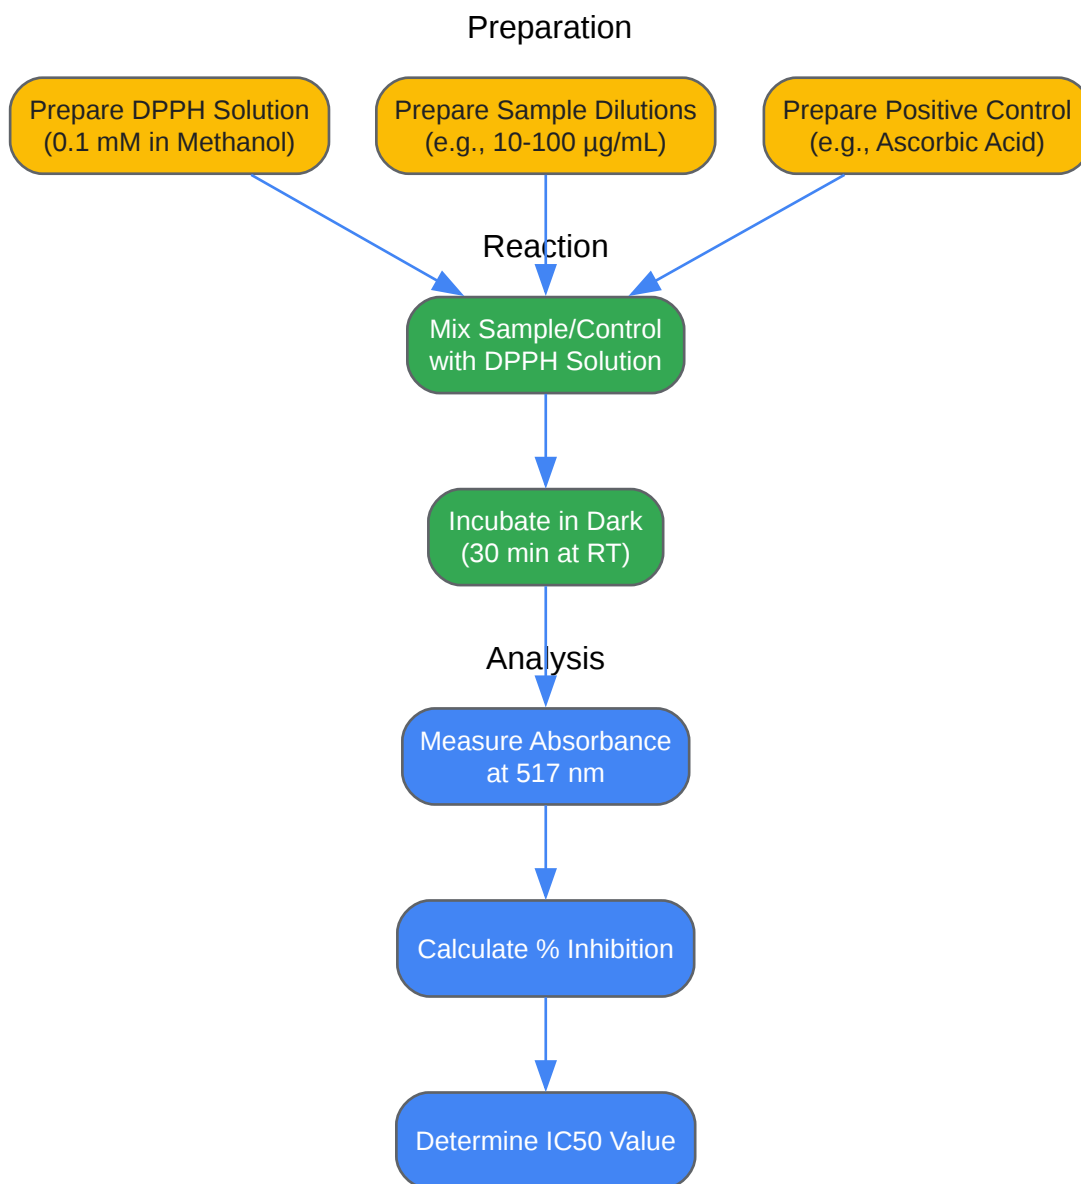 Preparation
Prepare DPPH Solution
(0.1 mM in Methanol)
Prepare Sample Dilutions
(e.g., 10-100 µg/mL)
Prepare Positive Control
(e.g., Ascorbic Acid)
Reaction
Mix Sample/Control
with DPPH Solution
Incubate in Dark
(30 min at RT)
Analysis
Measure Absorbance
at 517 nm
Calculate % Inhibition
Determine IC50 Value